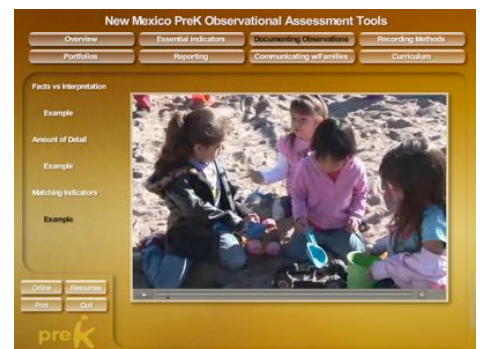 New Mexico PreK Observational Assessment Tools
Overview
Essential Indicators
Documenting Observations
Recording Methods
Portfolios
Reporting
Communicating w/Families
Curriculum
Facts vs Interpretation
Example
Amount of Detail
Example
Matching Indicators
Example
Online
Resources
Print
Quit
preK